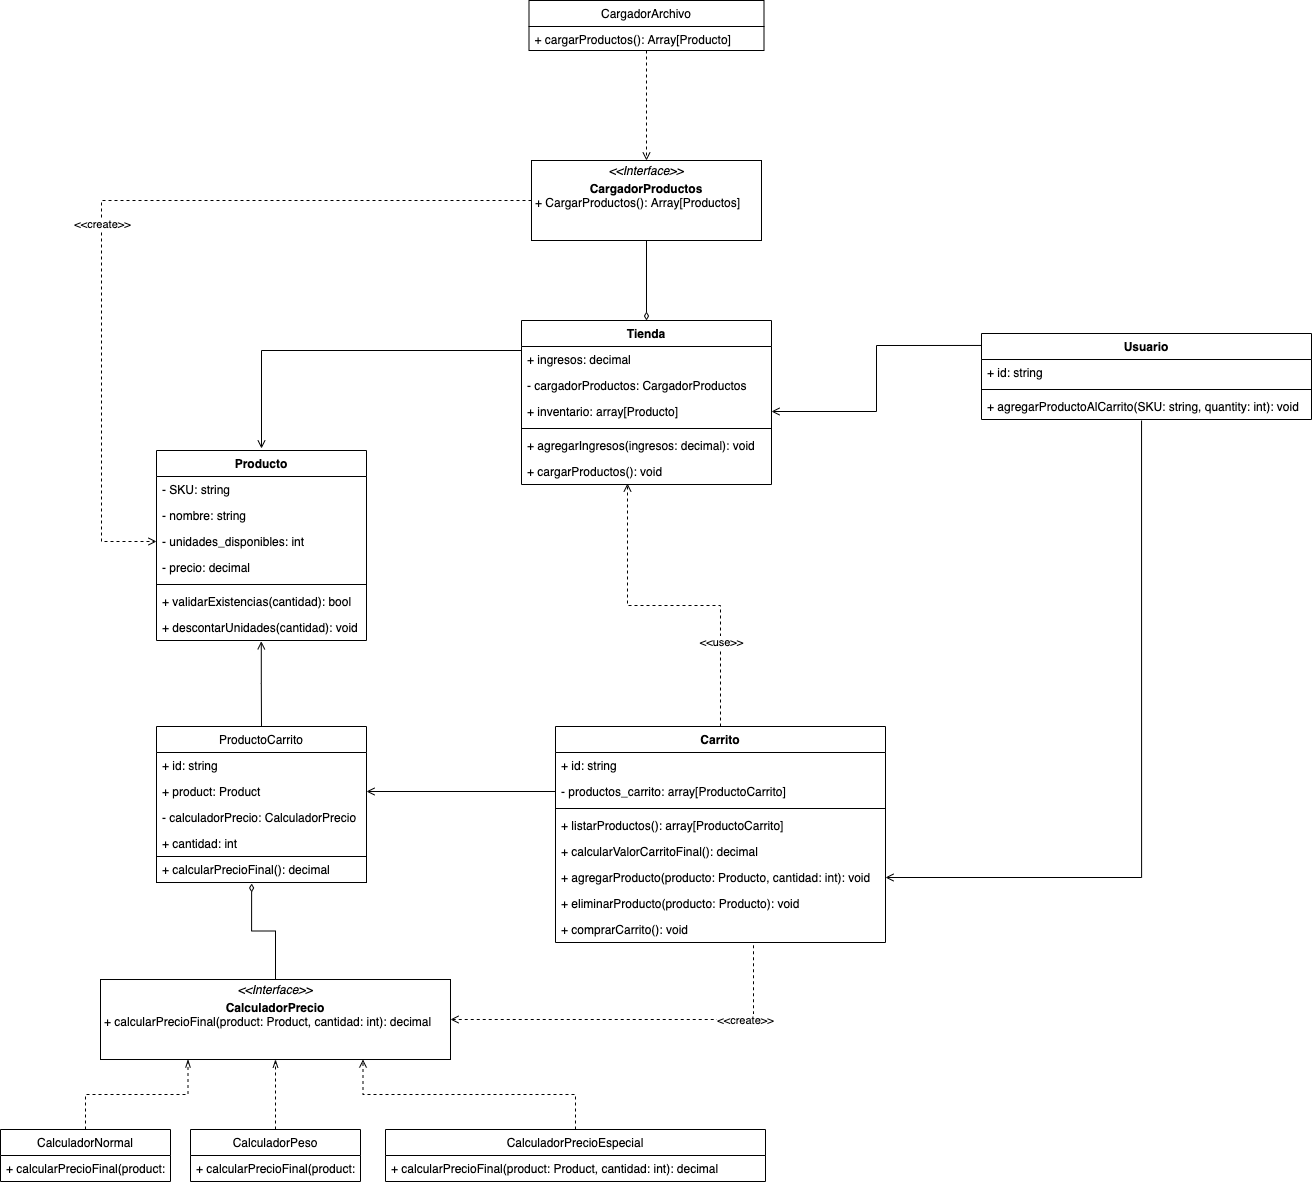 CargadorArchivo
+ cargarProductos(): Array[Producto]
<<Interface>>
CargadorProductos
+ CargarProductos(): Array[Productos]
<<create>>
Tienda
+ ingresos: decimal
- cargadorProductos: CargadorProductos
+ inventario: array[Producto]
+ agregarIngresos(ingresos: decimal): void
+ cargarProductos(): void
Usuario
+ id: string
+ agregarProductoAlCarrito(SKU: string, quantity: int): void
Producto
- SKU: string
- nombre: string
- unidades_disponibles: int
- precio: decimal
+ validarExistencias(cantidad): bool
+ descontarUnidades(cantidad): void
<<use>>
ProductoCarrito
+ id: string
+ product: Product
- calculadorPrecio: CalculadorPrecio
+ cantidad: int
+ calcularPrecioFinal(): decimal
Carrito
+ id: string
- productos_carrito: array[ProductoCarrito]
+ listarProductos(): array[ProductoCarrito]
+ calcularValorCarritoFinal(): decimal
+ agregarProducto(producto: Producto, cantidad: int): void
+ eliminarProducto(producto: Producto): void
+ comprarCarrito(): void
<<Interface>>
CalculadorPrecio
+ calcularPrecioFinal(product: Product, cantidad: int): decimal
<<create>>
CalculadorNormal
+ calcularPrecioFinal(product:
CalculadorPeso
+ calcularPrecioFinal(product:
CalculadorPrecioEspecial
+ calcularPrecioFinal(product: Product, cantidad: int): decimal